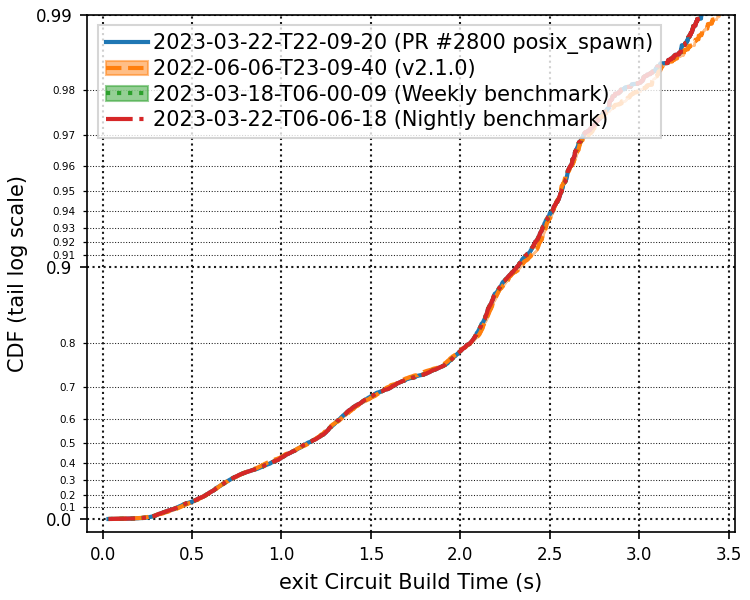 0.99
2023-03-22-T22-09-20 (PR #2800 posix_spawn)
2022-06-06-T23-09-40 (v2.1.0)
2023-03-18-T06-00-09 (Weekly benchmark)
2023-03-22-T06-06-18 (Nightly benchmark)
0.98
0.97
0.96
0.95
0.94
0.93
0.92
0.91
0.9
0.8
0.7
0.6
0.5
0.4
0.3
0.2
0.1
0.0
CDF (tail log scale)
0.0 0.5 1.0 1.5 2.0 2.5 3.0 3.5
exit Circuit Build Time (s)